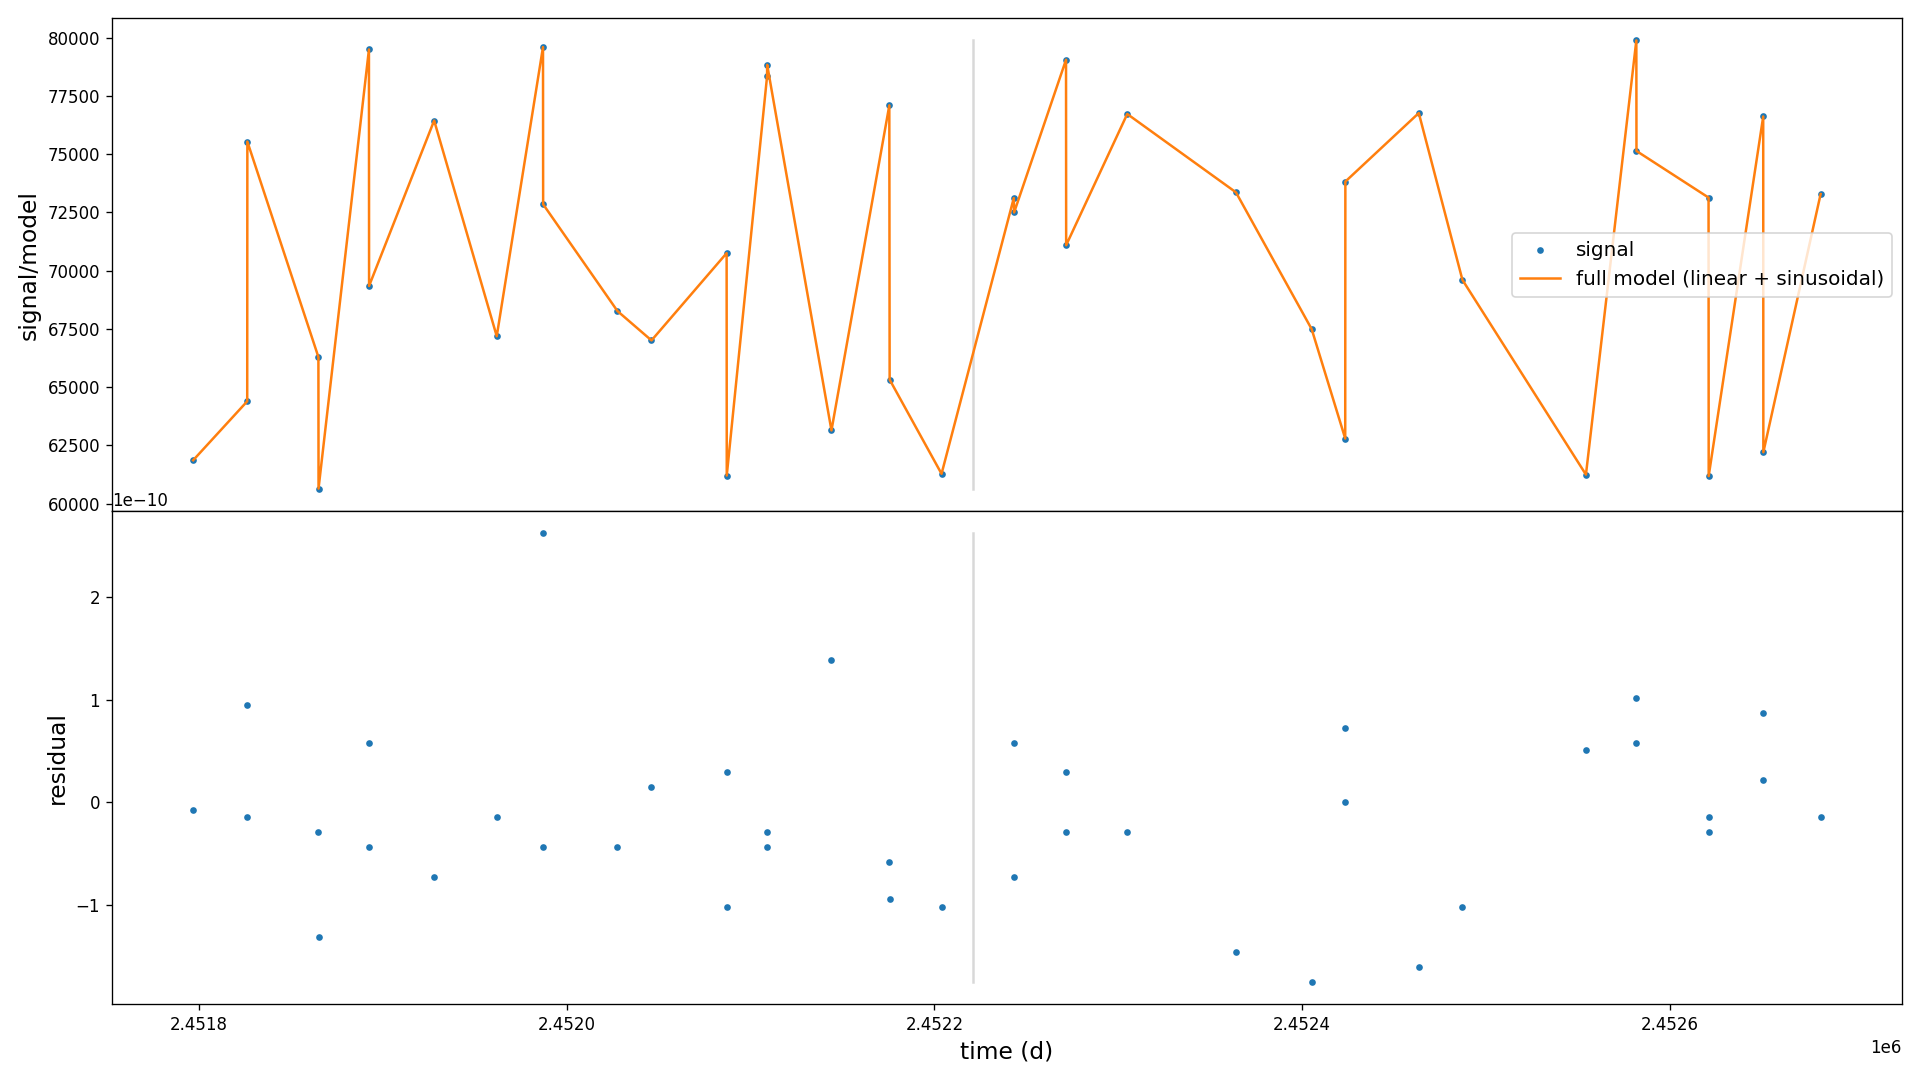 80000
77500
75000
72500
70000
67500
65000
62500
60000
signal/model
signal
full model (linear + sinusoidal)
1e−10
2
1
0
−1
residual
2.4518
2.4520
2.4522
2.4524
2.4526
time (d)
1e6